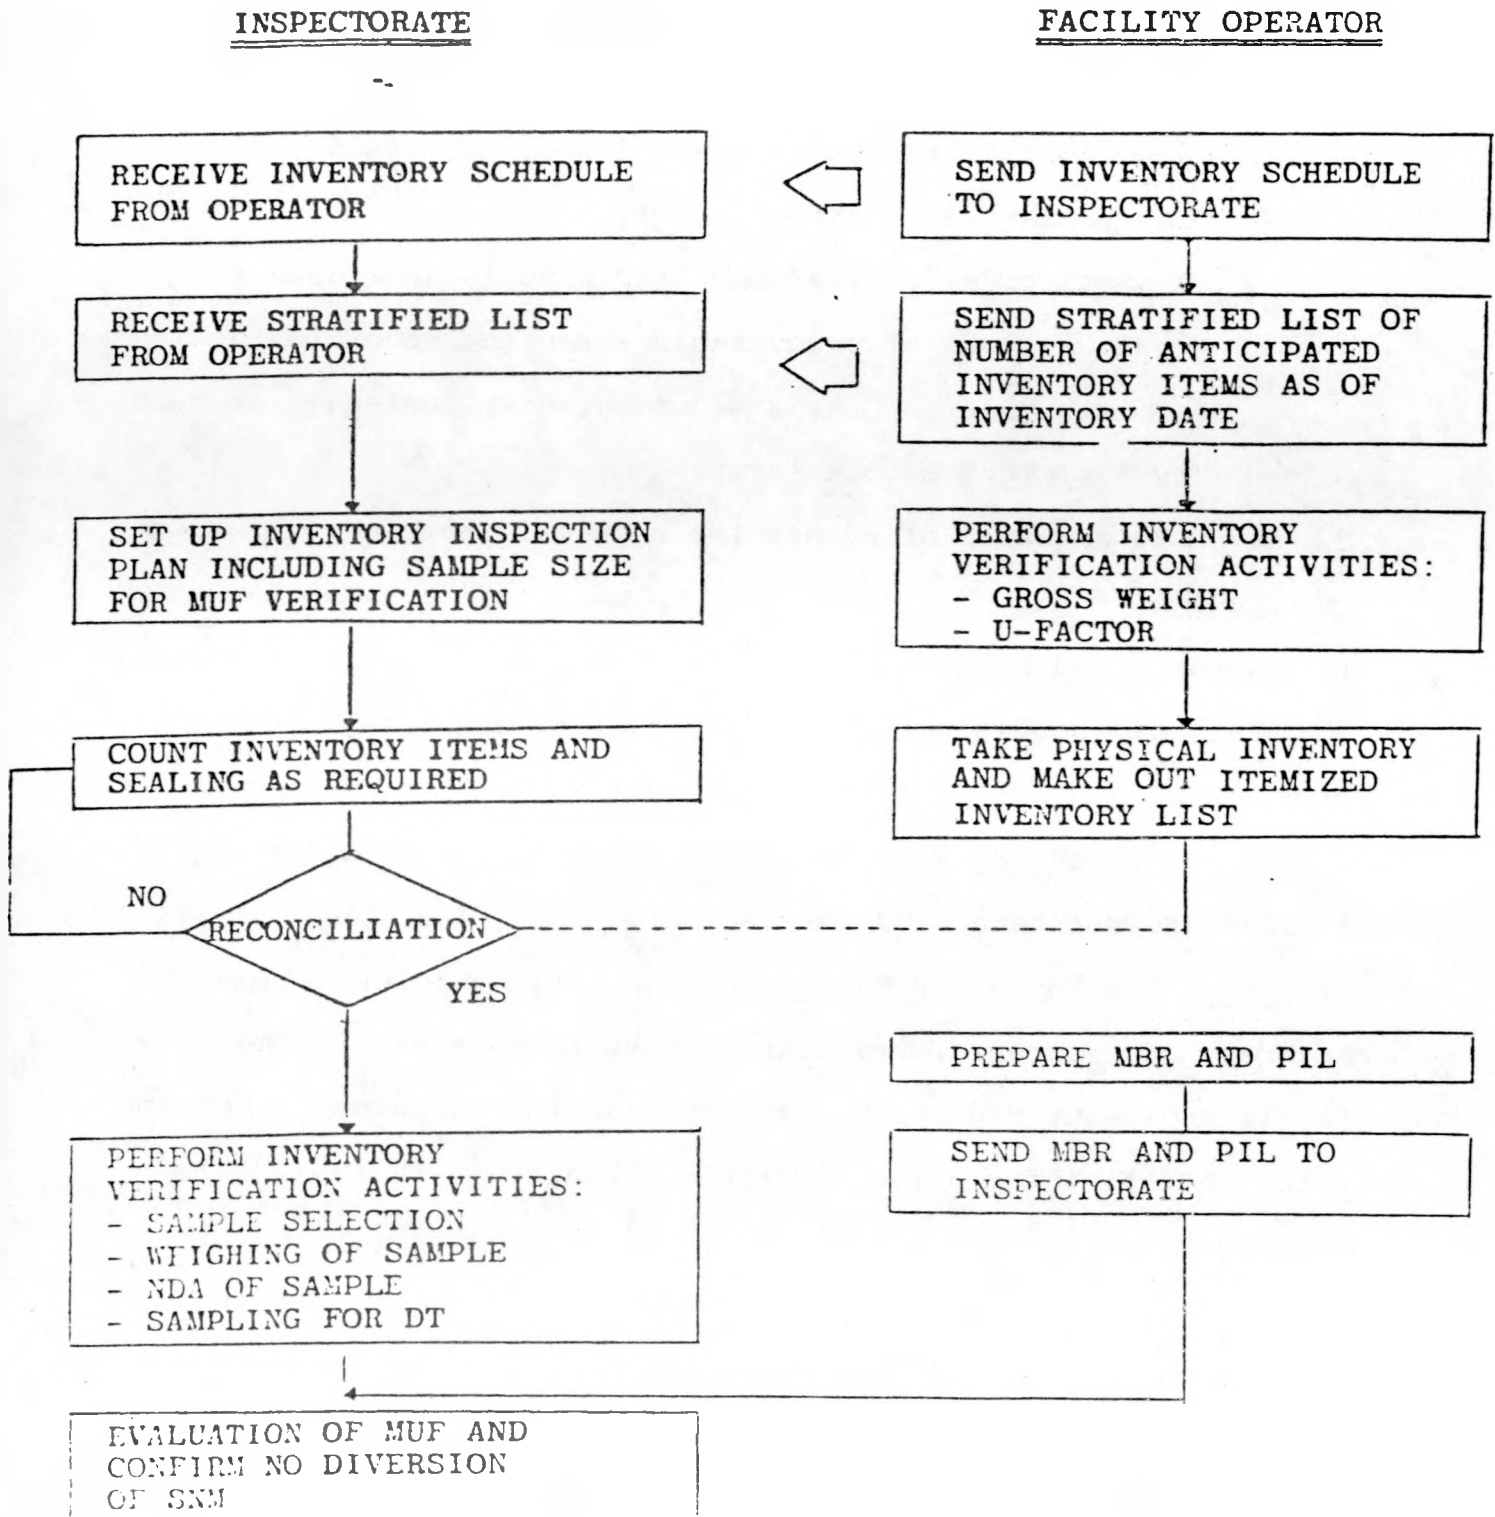 INSPECTORATE
FACILITY OPERATOR
RECEIVE INVENTORY SCHEDULE
FROM OPERATOR
SEND INVENTORY SCHEDULE
TO INSPECTORATE
RECEIVE STRATIFIED LIST
FROM OPERATOR
SEND STRATIFIED LIST OF
NUMBER OF ANTICIPATED
INVENTORY ITEMS AS OF
INVENTORY DATE
SET UP INVENTORY INSPECTION
PLAN INCLUDING SAMPLE SIZE
FOR MUF VERIFICATION
PERFORM INVENTORY
VERIFICATION ACTIVITIES:
- GROSS WEIGHT
- U-FACTOR
COUNT INVENTORY ITEMS AND
SEALING AS REQUIRED
TAKE PHYSICAL INVENTORY
AND MAKE OUT ITEMIZED
INVENTORY LIST
NO
RECONCILIATION
YES
PREPARE MBR AND PIL
SEND MBR AND PIL TO
INSPECTORATE
PERFORM INVENTORY
VERIFICATION ACTIVITIES:
- SAMPLE SELECTION
- WEIGHING OF SAMPLE
- NDA OF SAMPLE
- SAMPLING FOR DT
EVALUATION OF MUF AND
CONFIRM NO DIVERSION
OF SNM